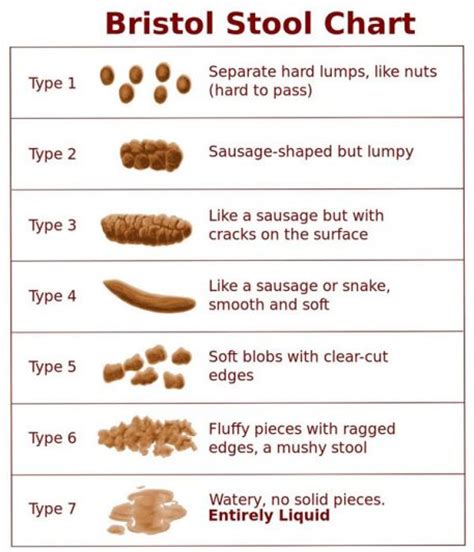 Bristol Stool Chart
Type 1
Separate hard lumps, like nuts
(hard to pass)
Type 2
Sausage-shaped but lumpy
Type 3
Like a sausage but with
cracks on the surface
Type 4
Like a sausage or snake,
smooth and soft
Type 5
Soft blobs with clear-cut
edges
Type 6
Fluffy pieces with ragged
edges, a mushy stool
Type 7
Watery, no solid pieces.
Entirely Liquid